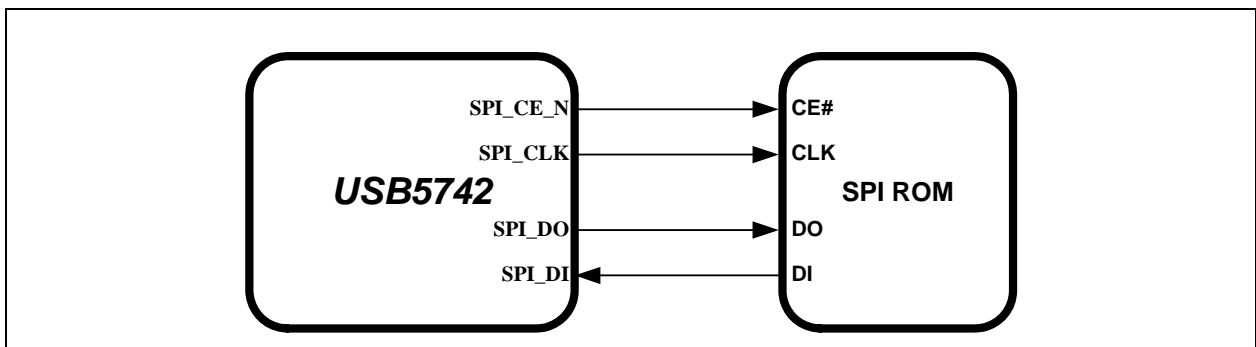 SPI_CE_N CE#
SPI_CLK CLK
USB5742 SPI ROM
SPI_DO DO
SPI_DI DI